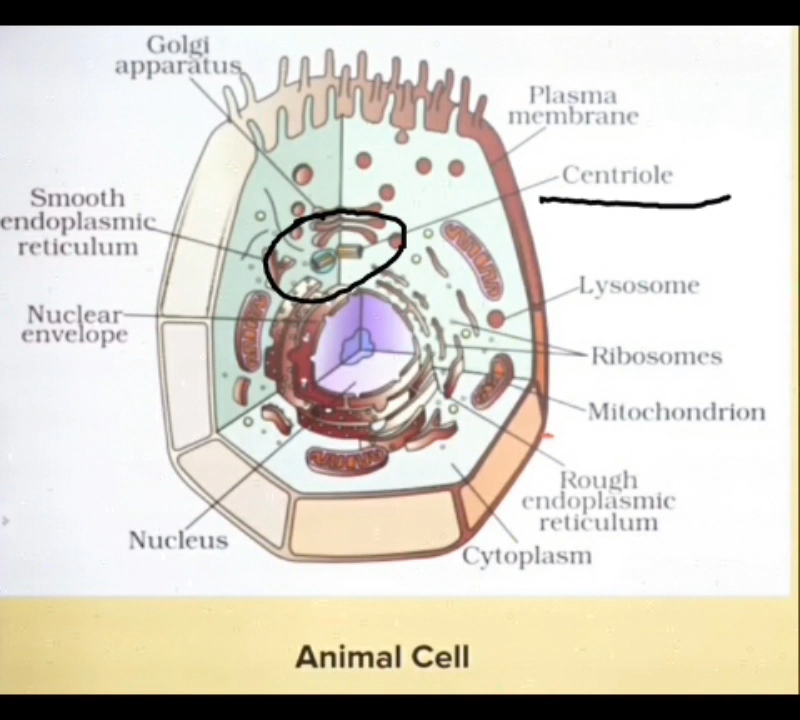 Golgi
apparatus
Plasma
membrane
Centriole
Smooth
endoplasmic
reticulum
Lysosome
Nuclear
envelope
Ribosomes
Mitochondrion
Rough
endoplasmic
reticulum
Nucleus
Cytoplasm
Animal Cell